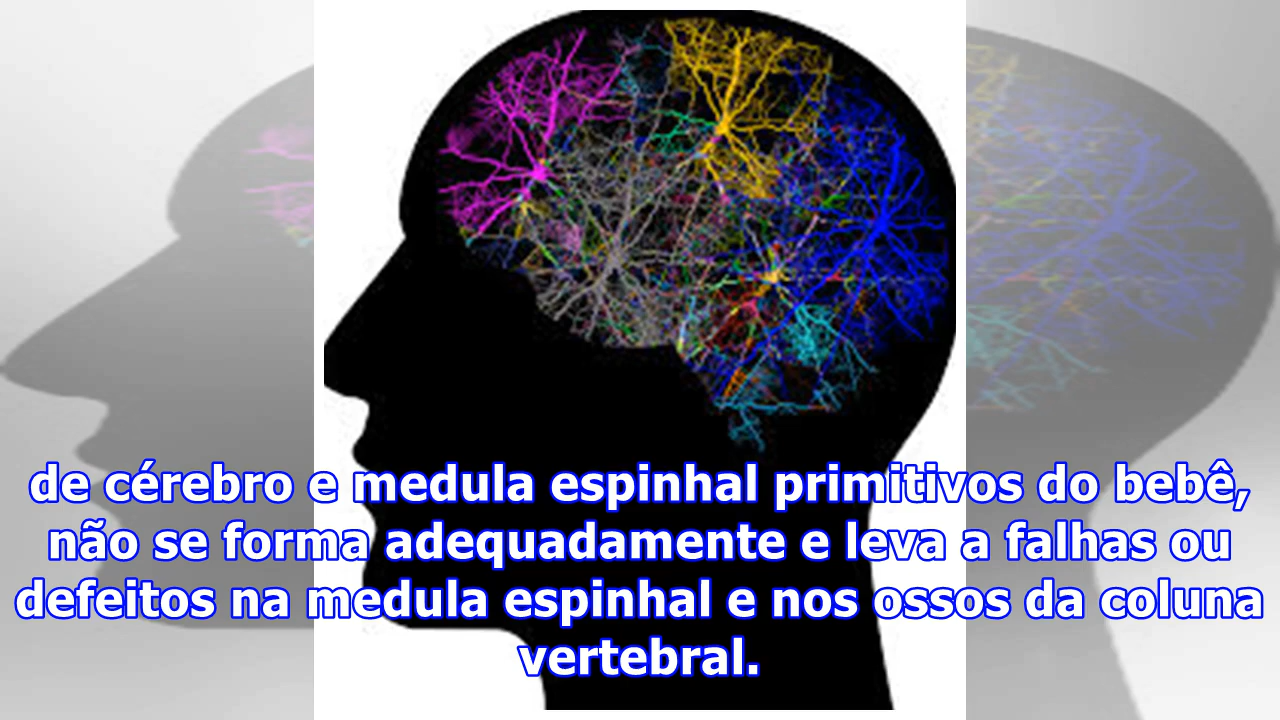 de cérebro e medula espinhal primitivos do bebê,
não se forma adequadamente e leva a falhas ou
defeitos na medula espinhal e nos ossos da coluna
vertebral.